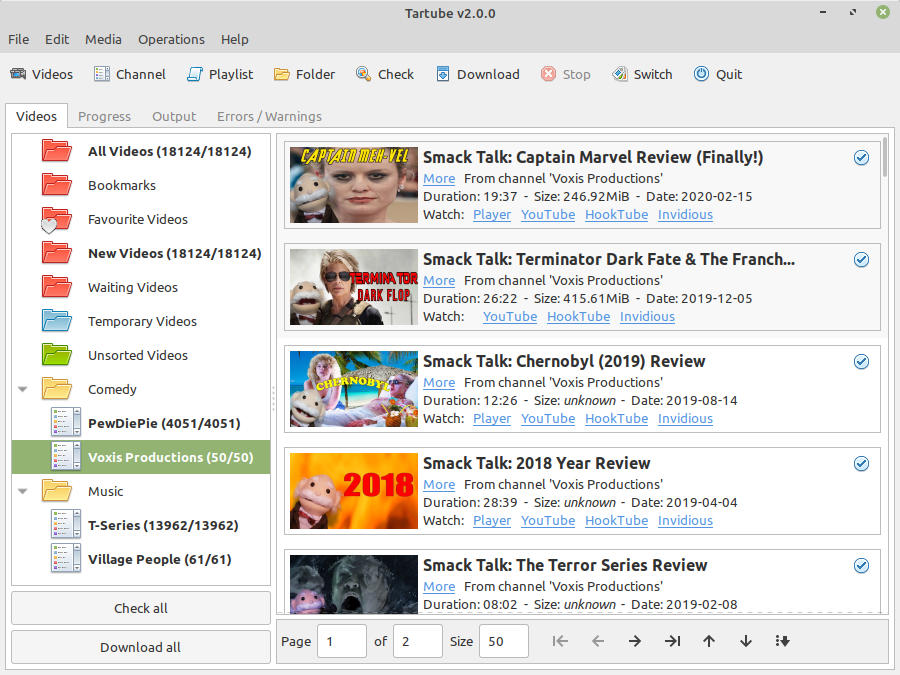 Tartube v2.0.0
File Edit Media Operations Help
Videos Channel Playlist Folder Check Download Stop Switch Quit
Videos Progress Output Errors / Warnings
All Videos (18124/18124)
Bookmarks
Favourite Videos
New Videos (18124/18124)
Waiting Videos
Temporary Videos
Unsorted Videos
Comedy
PewDiePie (4051/4051)
Voxis Productions (50/50)
Music
T-Series (13962/13962)
Village People (61/61)
Check all
Download all
CAPTAIN MEH-VEL
Smack Talk: Captain Marvel Review (Finally!)
More From channel 'Voxis Productions'
Duration: 19:37 - Size: 246.92MiB - Date: 2020-02-15
Watch: Player YouTube HookTube Invidious
TERMINATOR
DARK FLOP
Smack Talk: Terminator Dark Fate & The Franch...
More From channel 'Voxis Productions'
Duration: 26:22 - Size: 415.61MiB - Date: 2019-12-05
Watch: YouTube HookTube Invidious
CHERNOBYL
Smack Talk: Chernobyl (2019) Review
More From channel 'Voxis Productions'
Duration: 12:26 - Size: unknown - Date: 2019-08-14
Watch: Player YouTube HookTube Invidious
2018
Smack Talk: 2018 Year Review
More From channel 'Voxis Productions'
Duration: 28:39 - Size: unknown - Date: 2019-04-04
Watch: Player YouTube HookTube Invidious
Smack Talk: The Terror Series Review
More From channel 'Voxis Productions'
Duration: 08:02 - Size: unknown - Date: 2019-02-08
Page 1 of 2 Size 50